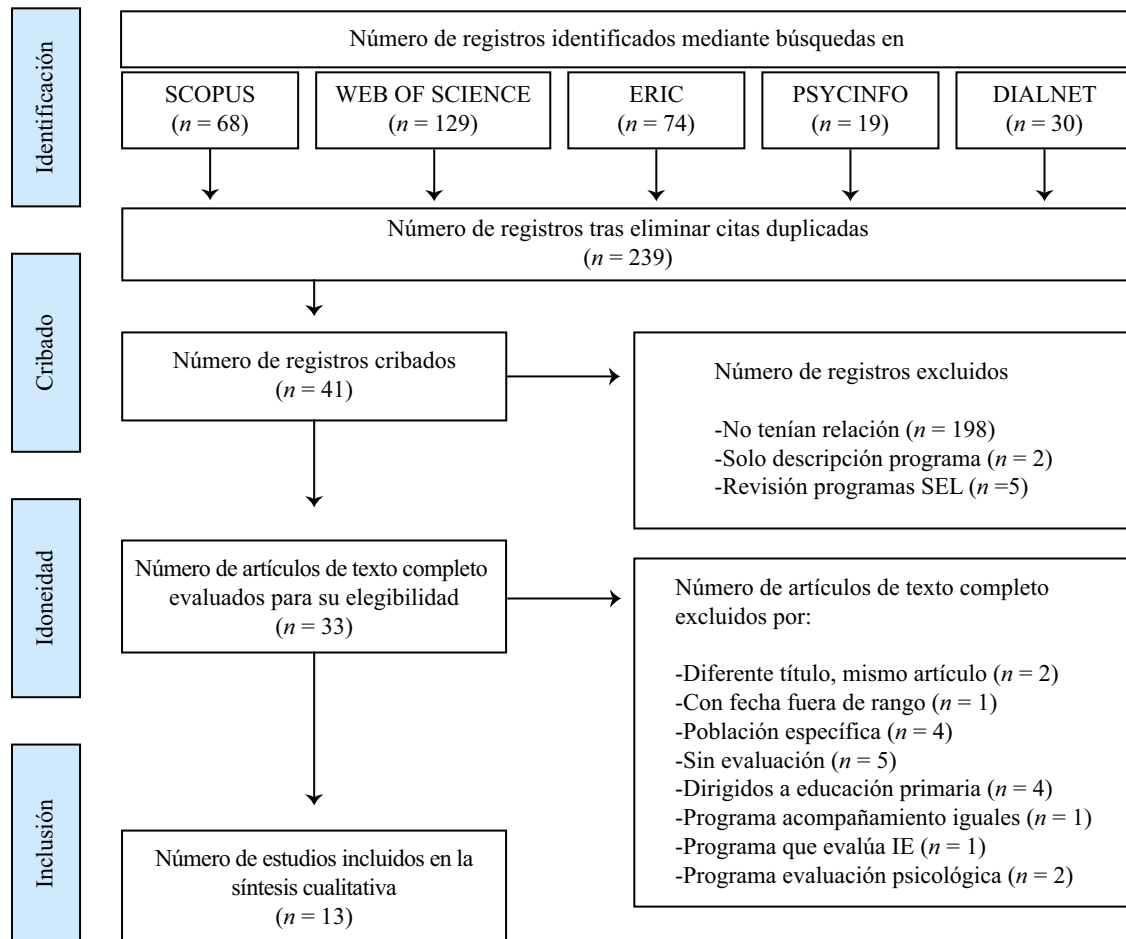 Identificación
Número de registros identificados mediante búsquedas en
SCOPUS
(n = 68)
WEB OF SCIENCE
(n = 129)
ERIC
(n = 74)
PSYCINFO
(n = 19)
DIALNET
(n = 30)
Número de registros tras eliminar citas duplicadas
(n = 239)
Cribado
Número de registros cribados
(n = 41)
Número de registros excluidos
-No tenían relación (n = 198)
-Solo descripción programa (n = 2)
-Revisión programas SEL (n =5)
Idoneidad
Número de artículos de texto completo
evaluados para su elegibilidad
(n = 33)
Número de artículos de texto completo
excluidos por:
-Diferente título, mismo artículo (n = 2)
-Con fecha fuera de rango (n = 1)
-Población específica (n = 4)
-Sin evaluación (n = 5)
-Dirigidos a educación primaria (n = 4)
-Programa acompañamiento iguales (n = 1)
-Programa que evalúa IE (n = 1)
-Programa evaluación psicológica (n = 2)
Inclusión
Número de estudios incluidos en la
síntesis cualitativa
(n = 13)